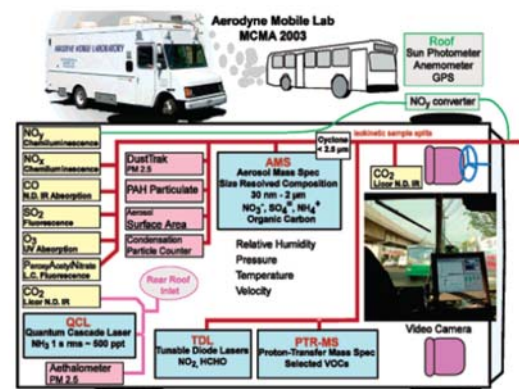 Aerodyne Mobile Lab
MCMA 2003
AERODYNE MOBILE LABORATORY
Roof
Sun Photometer
Anemometer
GPS
NOy converter
Isokinetic sample splits
NOy
Chemiluminescence
NOx
Chemiluminescence
CO
N.D. IR Absorption
SO2
Fluorescence
O3
UV Absorption
PeroxyAcetylNitrate
L.C. Fluorescence
CO2
Licor N.D. IR
QCL
Quantum Cascade Laser
NH3 1 s rms ~ 500 ppt
Aethalometer
PM 2.5
DustTrak
PM 2.5
PAH Particulate
Aerosol
Surface Area
Condensation
Particle Counter
Rear Roof
Inlet
AMS
Aerosol Mass Spec
Size Resolved Composition
30 nm - 2 µm
NO3-, SO4-, NH4+
Organic Carbon
Cyclone
< 2.5 µm
Relative Humidity
Pressure
Temperature
Velocity
TDL
Tunable Diode Lasers
NO2, HCHO
PTR-MS
Proton-Transfer Mass Spec
Selected VOCs
CO2
Licor N.D. IR
Video Camera